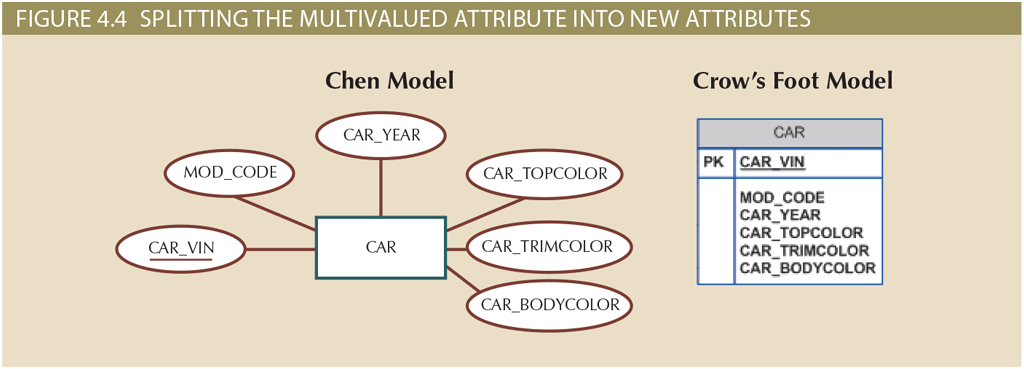 FIGURE 4.4 SPLITTING THE MULTIVALUED ATTRIBUTE INTO NEW ATTRIBUTES
Chen Model
CAR_YEAR
MOD_CODE
CAR_TOPCOLOR
CAR_VIN
CAR
CAR_TRIMCOLOR
CAR_BODYCOLOR
Crow's Foot Model
CAR
PK CAR_VIN
MOD_CODE
CAR_YEAR
CAR_TOPCOLOR
CAR_TRIMCOLOR
CAR_BODYCOLOR